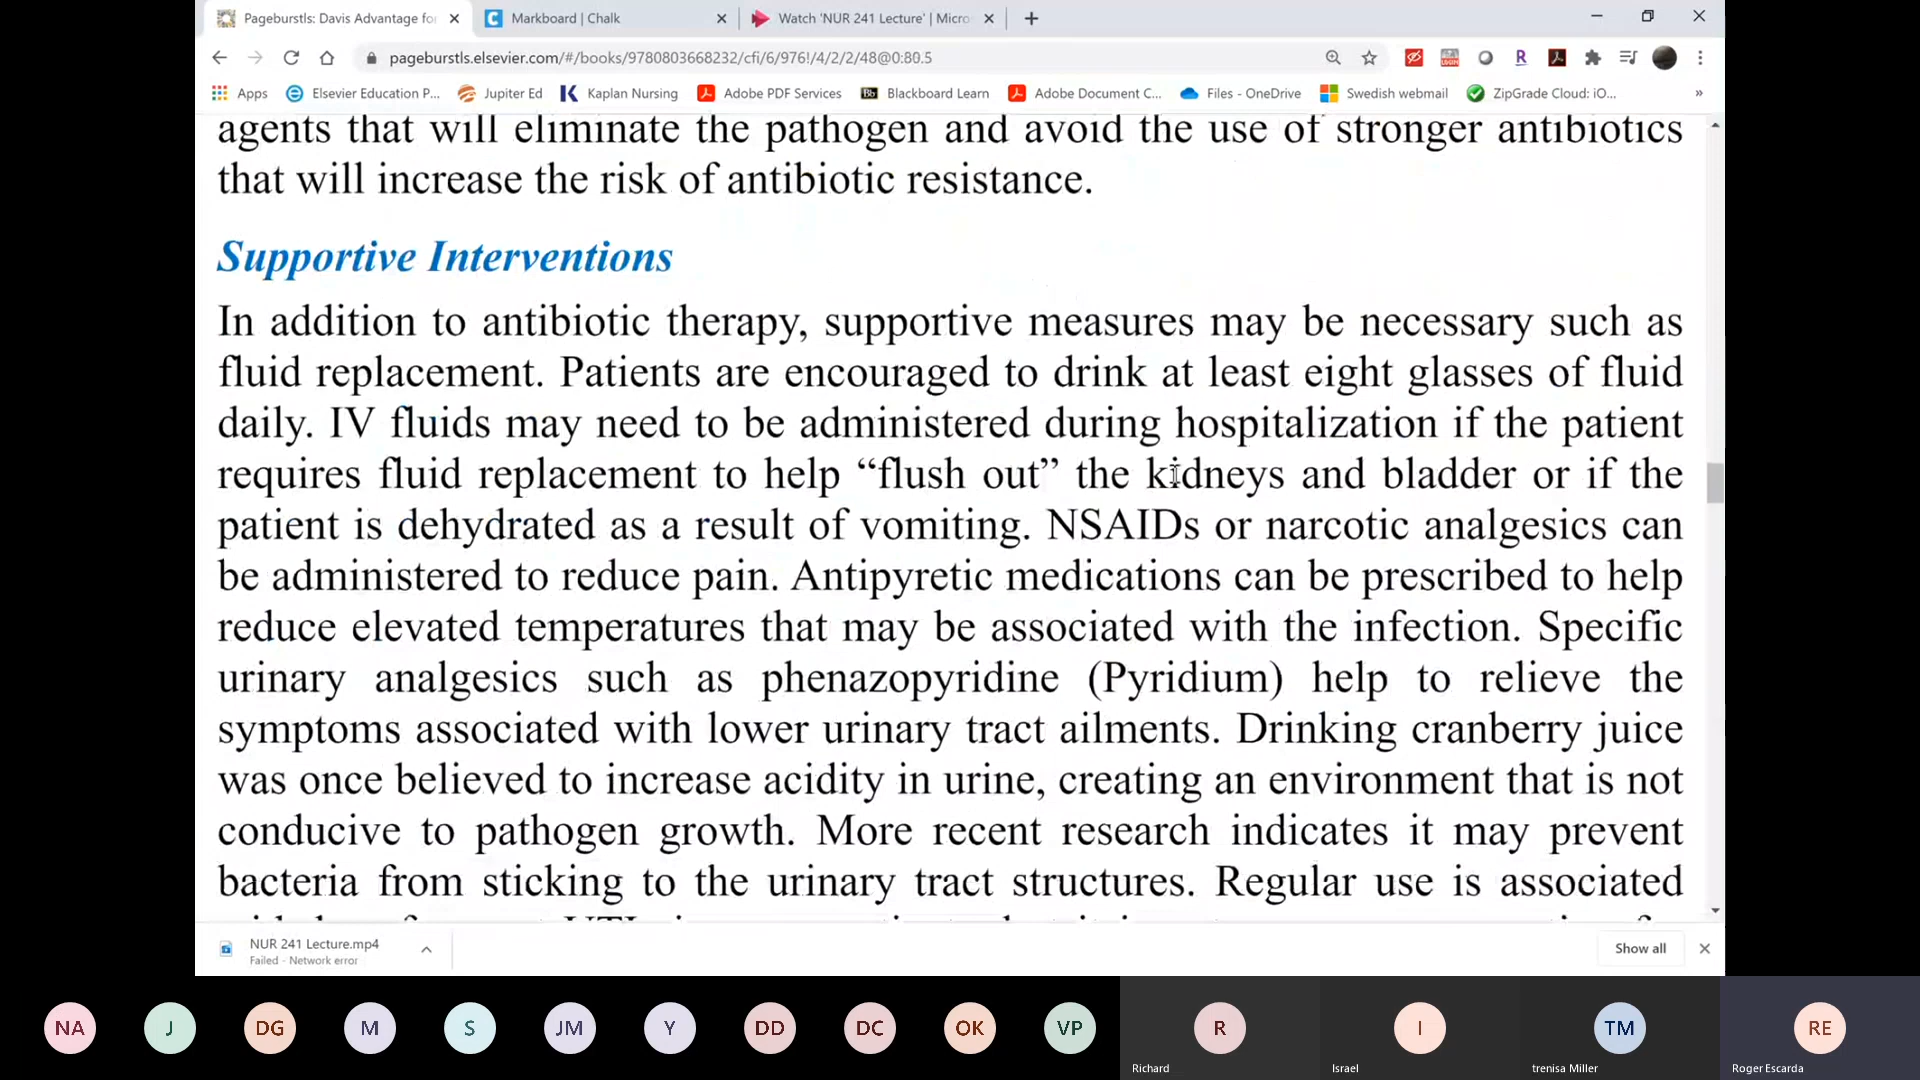 Pageburstls: Davis Advantage for
Markboard | Chalk
Watch 'NUR 241 Lecture' | Micro
pageburstls.elsevier.com/#/books/9780803668232/cfi/6/976!/4/2/2/48@0:80.5
Apps
Elsevier Education P...
Jupiter Ed
Kaplan Nursing
Adobe PDF Services
Bb Blackboard Learn
Adobe Document C...
Files - OneDrive
Swedish webmail
ZipGrade Cloud: iO...
»
agents that will eliminate the pathogen and avoid the use of stronger antibiotics
that will increase the risk of antibiotic resistance.
Supportive Interventions
In addition to antibiotic therapy, supportive measures may be necessary such as
fluid replacement. Patients are encouraged to drink at least eight glasses of fluid
daily. IV fluids may need to be administered during hospitalization if the patient
requires fluid replacement to help “flush out” the kidneys and bladder or if the
patient is dehydrated as a result of vomiting. NSAIDs or narcotic analgesics can
be administered to reduce pain. Antipyretic medications can be prescribed to help
reduce elevated temperatures that may be associated with the infection. Specific
urinary analgesics such as phenazopyridine (Pyridium) help to relieve the
symptoms associated with lower urinary tract ailments. Drinking cranberry juice
was once believed to increase acidity in urine, creating an environment that is not
conducive to pathogen growth. More recent research indicates it may prevent
bacteria from sticking to the urinary tract structures. Regular use is associated
NUR 241 Lecture.mp4
Failed - Network error
Show all
NA
J
DG
M
S
JM
Y
DD
DC
OK
VP
R
Richard
I
Israel
TM
trenisa Miller
RE
Roger Escarda